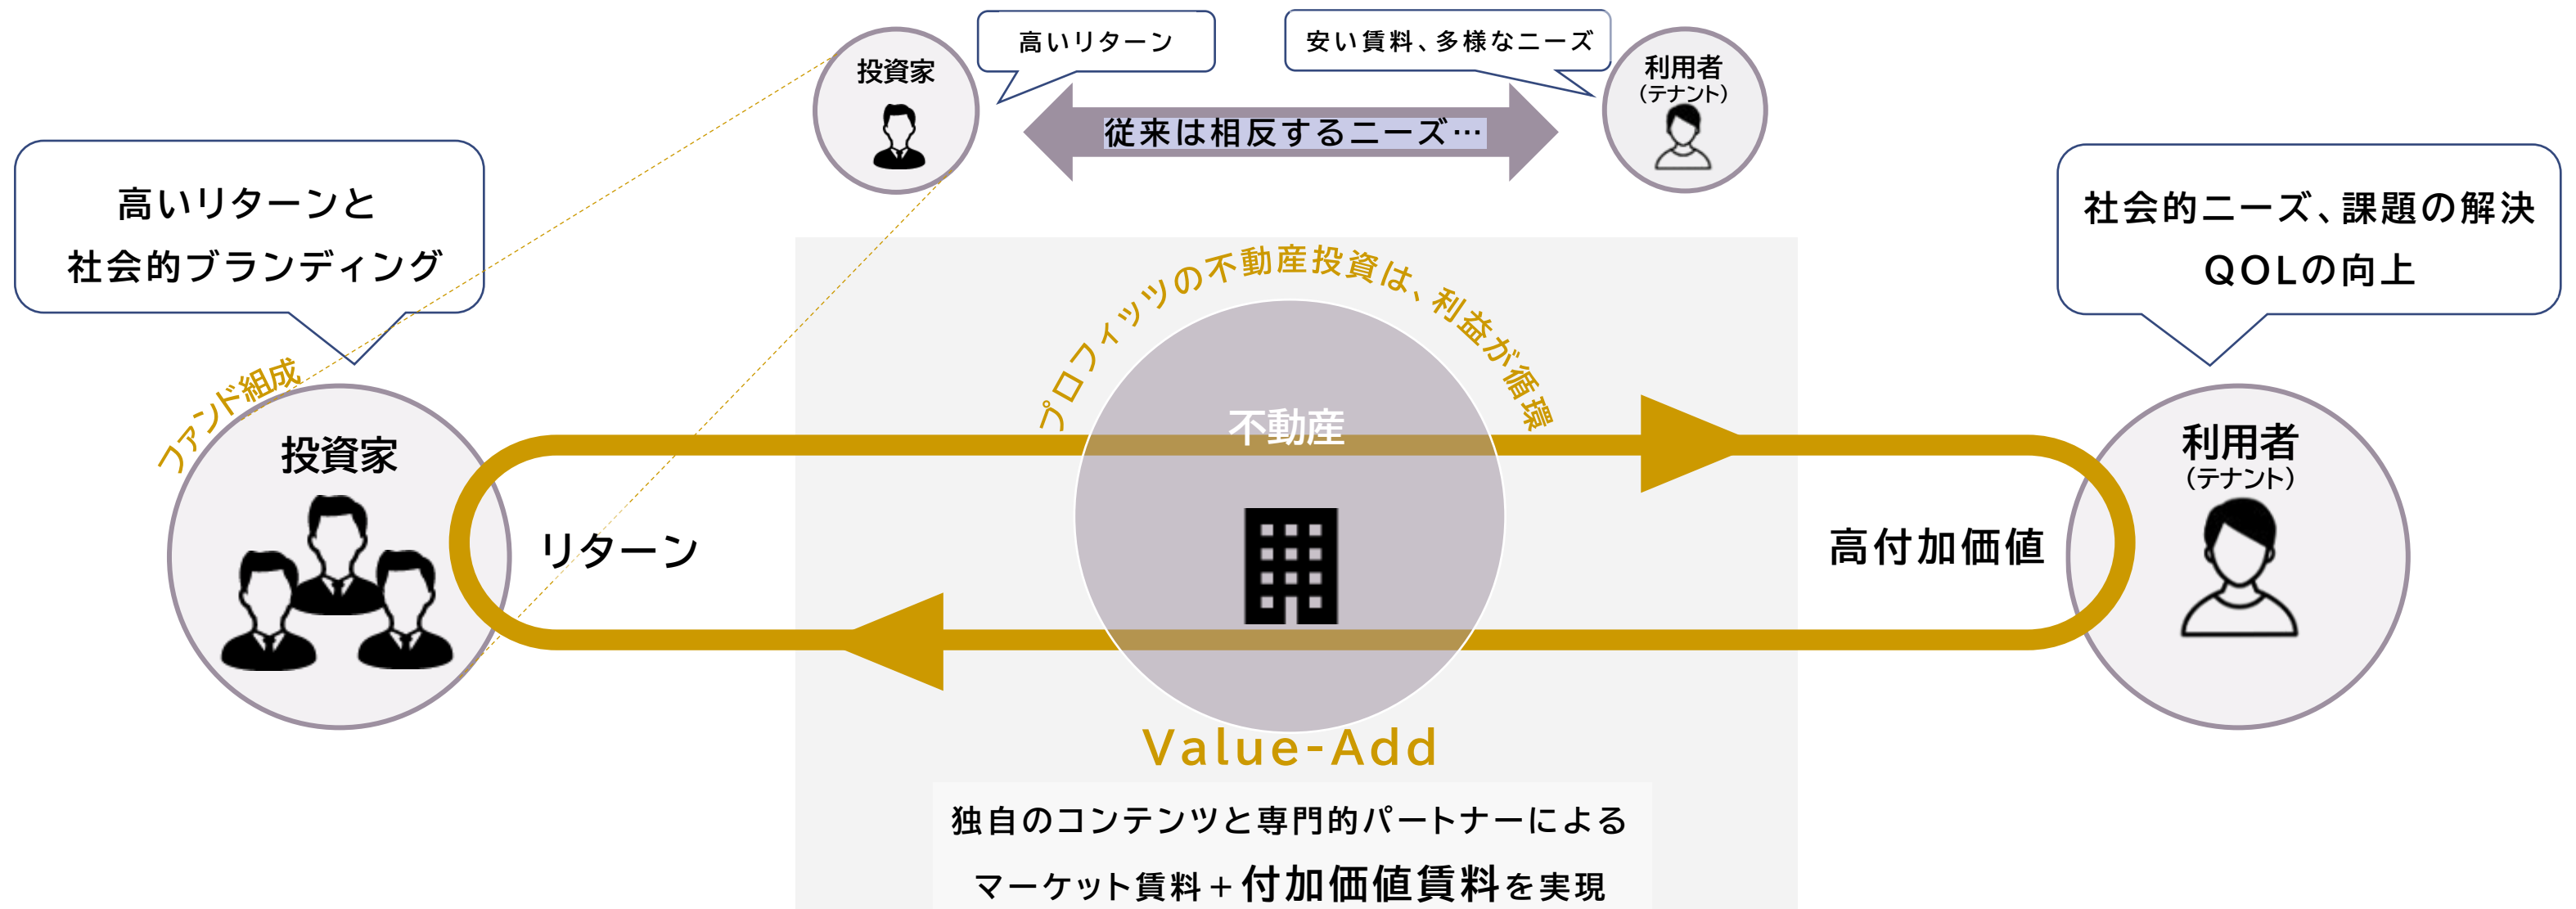 高いリターン
安い賃料、多様なニーズ
投資家
利用者
（テナント）
従来は相反するニーズ…
高いリターンと
社会的ブランディング
社会的ニーズ、課題の解決
QOLの向上
プロフィッツの不動産投資は、利益が循環
ファンド組成
投資家
不動産
利用者
（テナント）
リターン
高付加価値
Value-Add
独自のコンテンツと専門的パートナーによる
マーケット賃料＋付加価値賃料を実現